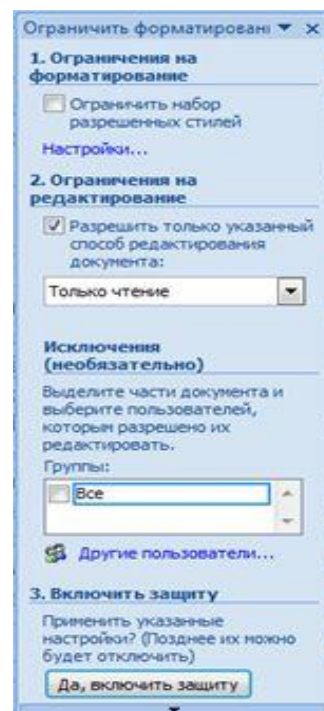 Ограничить форматировани
1. Ограничения на
форматирование
Ограничить набор
разрешенных стилей
Настройки...
2. Ограничения на
редактирование
Разрешить только указанный
способ редактирования
документа:
Только чтение
Исключения
(необязательно)
Выделите части документа и
выберите пользователей,
которым разрешено их
редактировать.
Группы:
Все
Другие пользователи...
3. Включить защиту
Применить указанные
настройки? (Позднее их можно
будет отключить)
Да, включить защиту